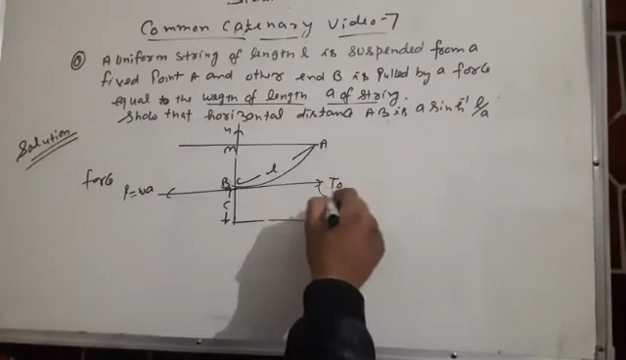 Common Catenary Video-7
Q A Uniform String of length l is suspended from a
fixed Point A and other end B is Pulled by a force
equal to the weight of length a of string.
Show that horizontal distance AB is a sinh⁻¹ l/a
Solution
y
M
A
l
force
P=wa
B
C
T₀
c